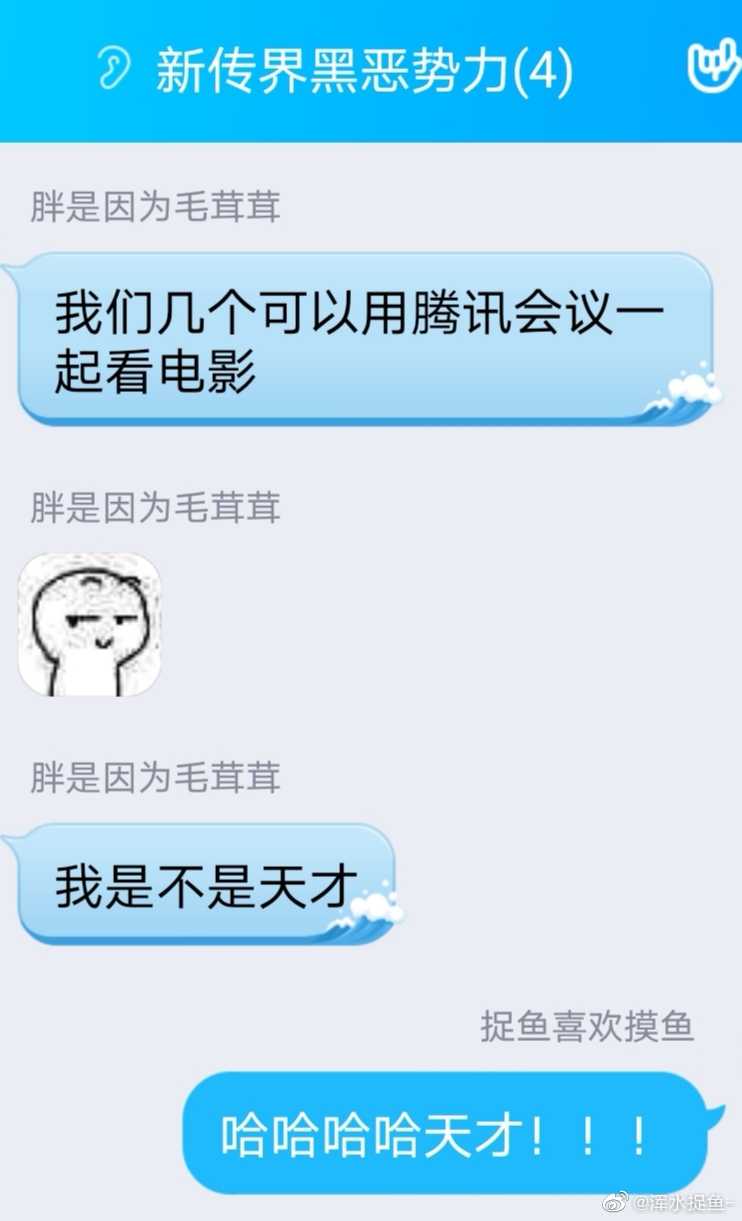 新传界黑恶势力(4)
胖是因为毛茸茸
我们几个可以用腾讯会议一
起看电影
胖是因为毛茸茸
胖是因为毛茸茸
我是不是天才
捉鱼喜欢摸鱼
哈哈哈哈天才！！！
@浑水捉鱼-